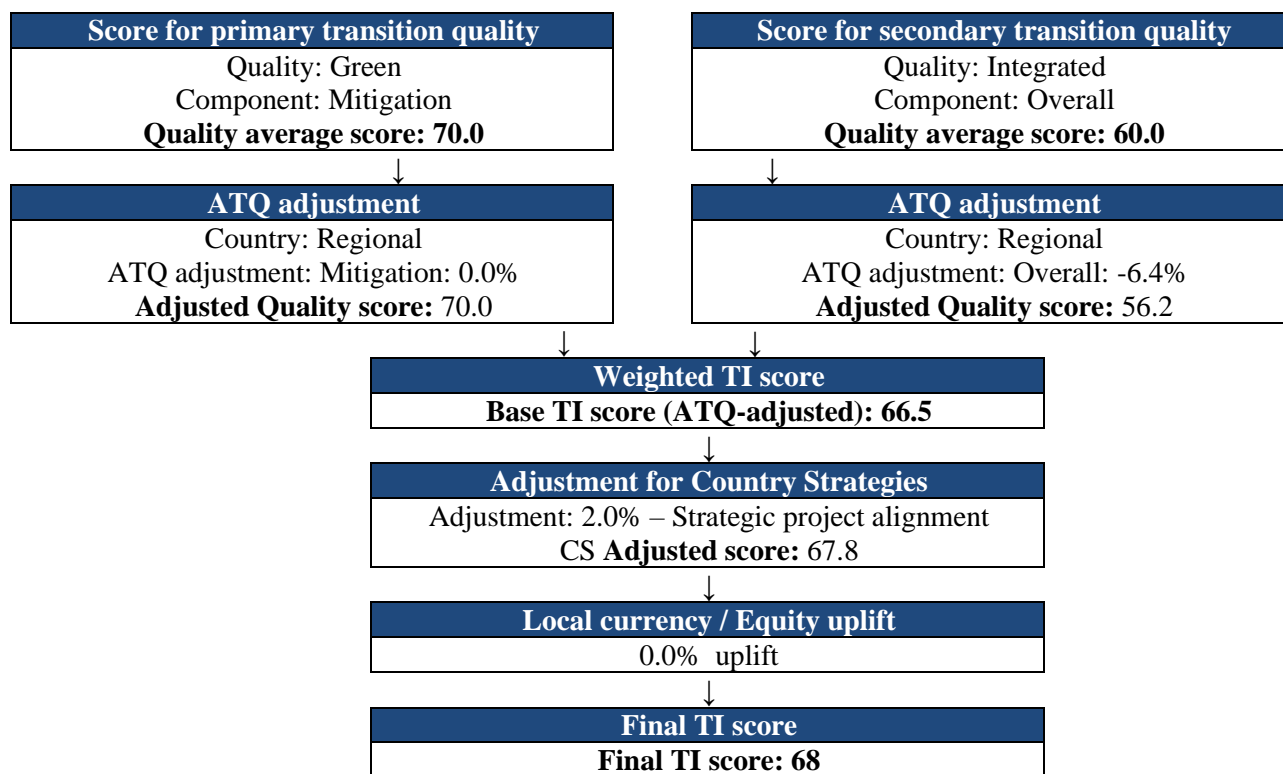 Score for primary transition quality
Quality: Green
Component: Mitigation
Quality average score: 70.0
Score for secondary transition quality
Quality: Integrated
Component: Overall
Quality average score: 60.0
↓
↓
ATQ adjustment
Country: Regional
ATQ adjustment: Mitigation: 0.0%
Adjusted Quality score: 70.0
ATQ adjustment
Country: Regional
ATQ adjustment: Overall: -6.4%
Adjusted Quality score: 56.2
↓ ↓
Weighted TI score
Base TI score (ATQ-adjusted): 66.5
↓
Adjustment for Country Strategies
Adjustment: 2.0% – Strategic project alignment
CS Adjusted score: 67.8
↓
Local currency / Equity uplift
0.0% uplift
↓
Final TI score
Final TI score: 68